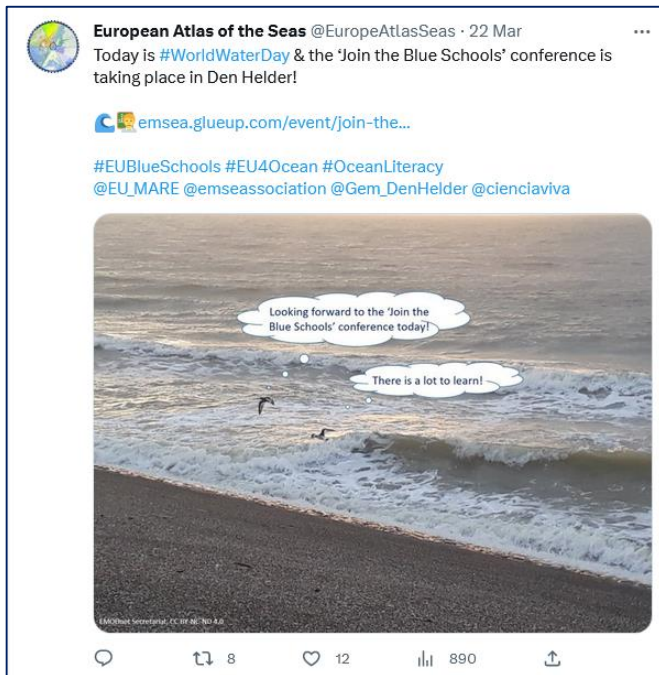 European Atlas of the Seas @EuropeAtlasSeas · 22 Mar
Today is #WorldWaterDay & the ‘Join the Blue Schools’ conference is
taking place in Den Helder!
emsea.glueup.com/event/join-the...
#EUBlueSchools #EU4Ocean #OceanLiteracy
@EU_MARE @emseassociation @Gem_DenHelder @cienciaviva
Looking forward to the ‘Join the
Blue Schools’ conference today!
There is a lot to learn!
EMODnet Secretariat, CC BY-NC-ND 4.0
8
12
890